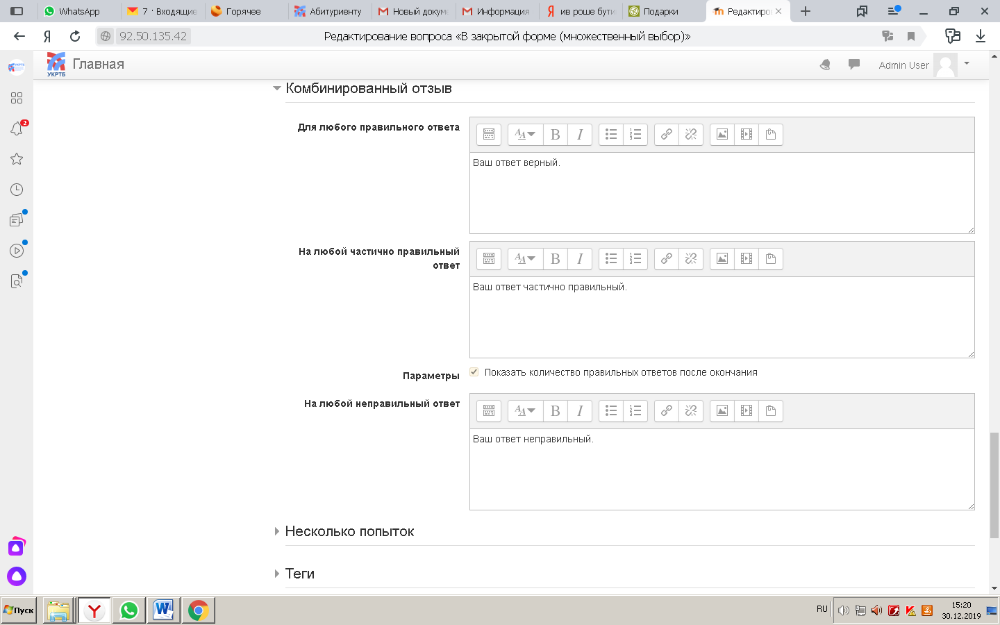 WhatsApp
7 · Входящие
Горячее
Абитуриенту
Новый докум
Информация
ив роше бути
Подарки
Редактиро
Я
92.50.135.42
Редактирование вопроса «В закрытой форме (множественный выбор)»
УКРТБ
Главная
Admin User
2
Комбинированный отзыв
Для любого правильного ответа
Ваш ответ верный.
На любой частично правильный
ответ
Ваш ответ частично правильный.
Параметры
Показать количество правильных ответов после окончания
На любой неправильный ответ
Ваш ответ неправильный.
Несколько попыток
Теги
Пуск
RU
15:20
30.12.2019